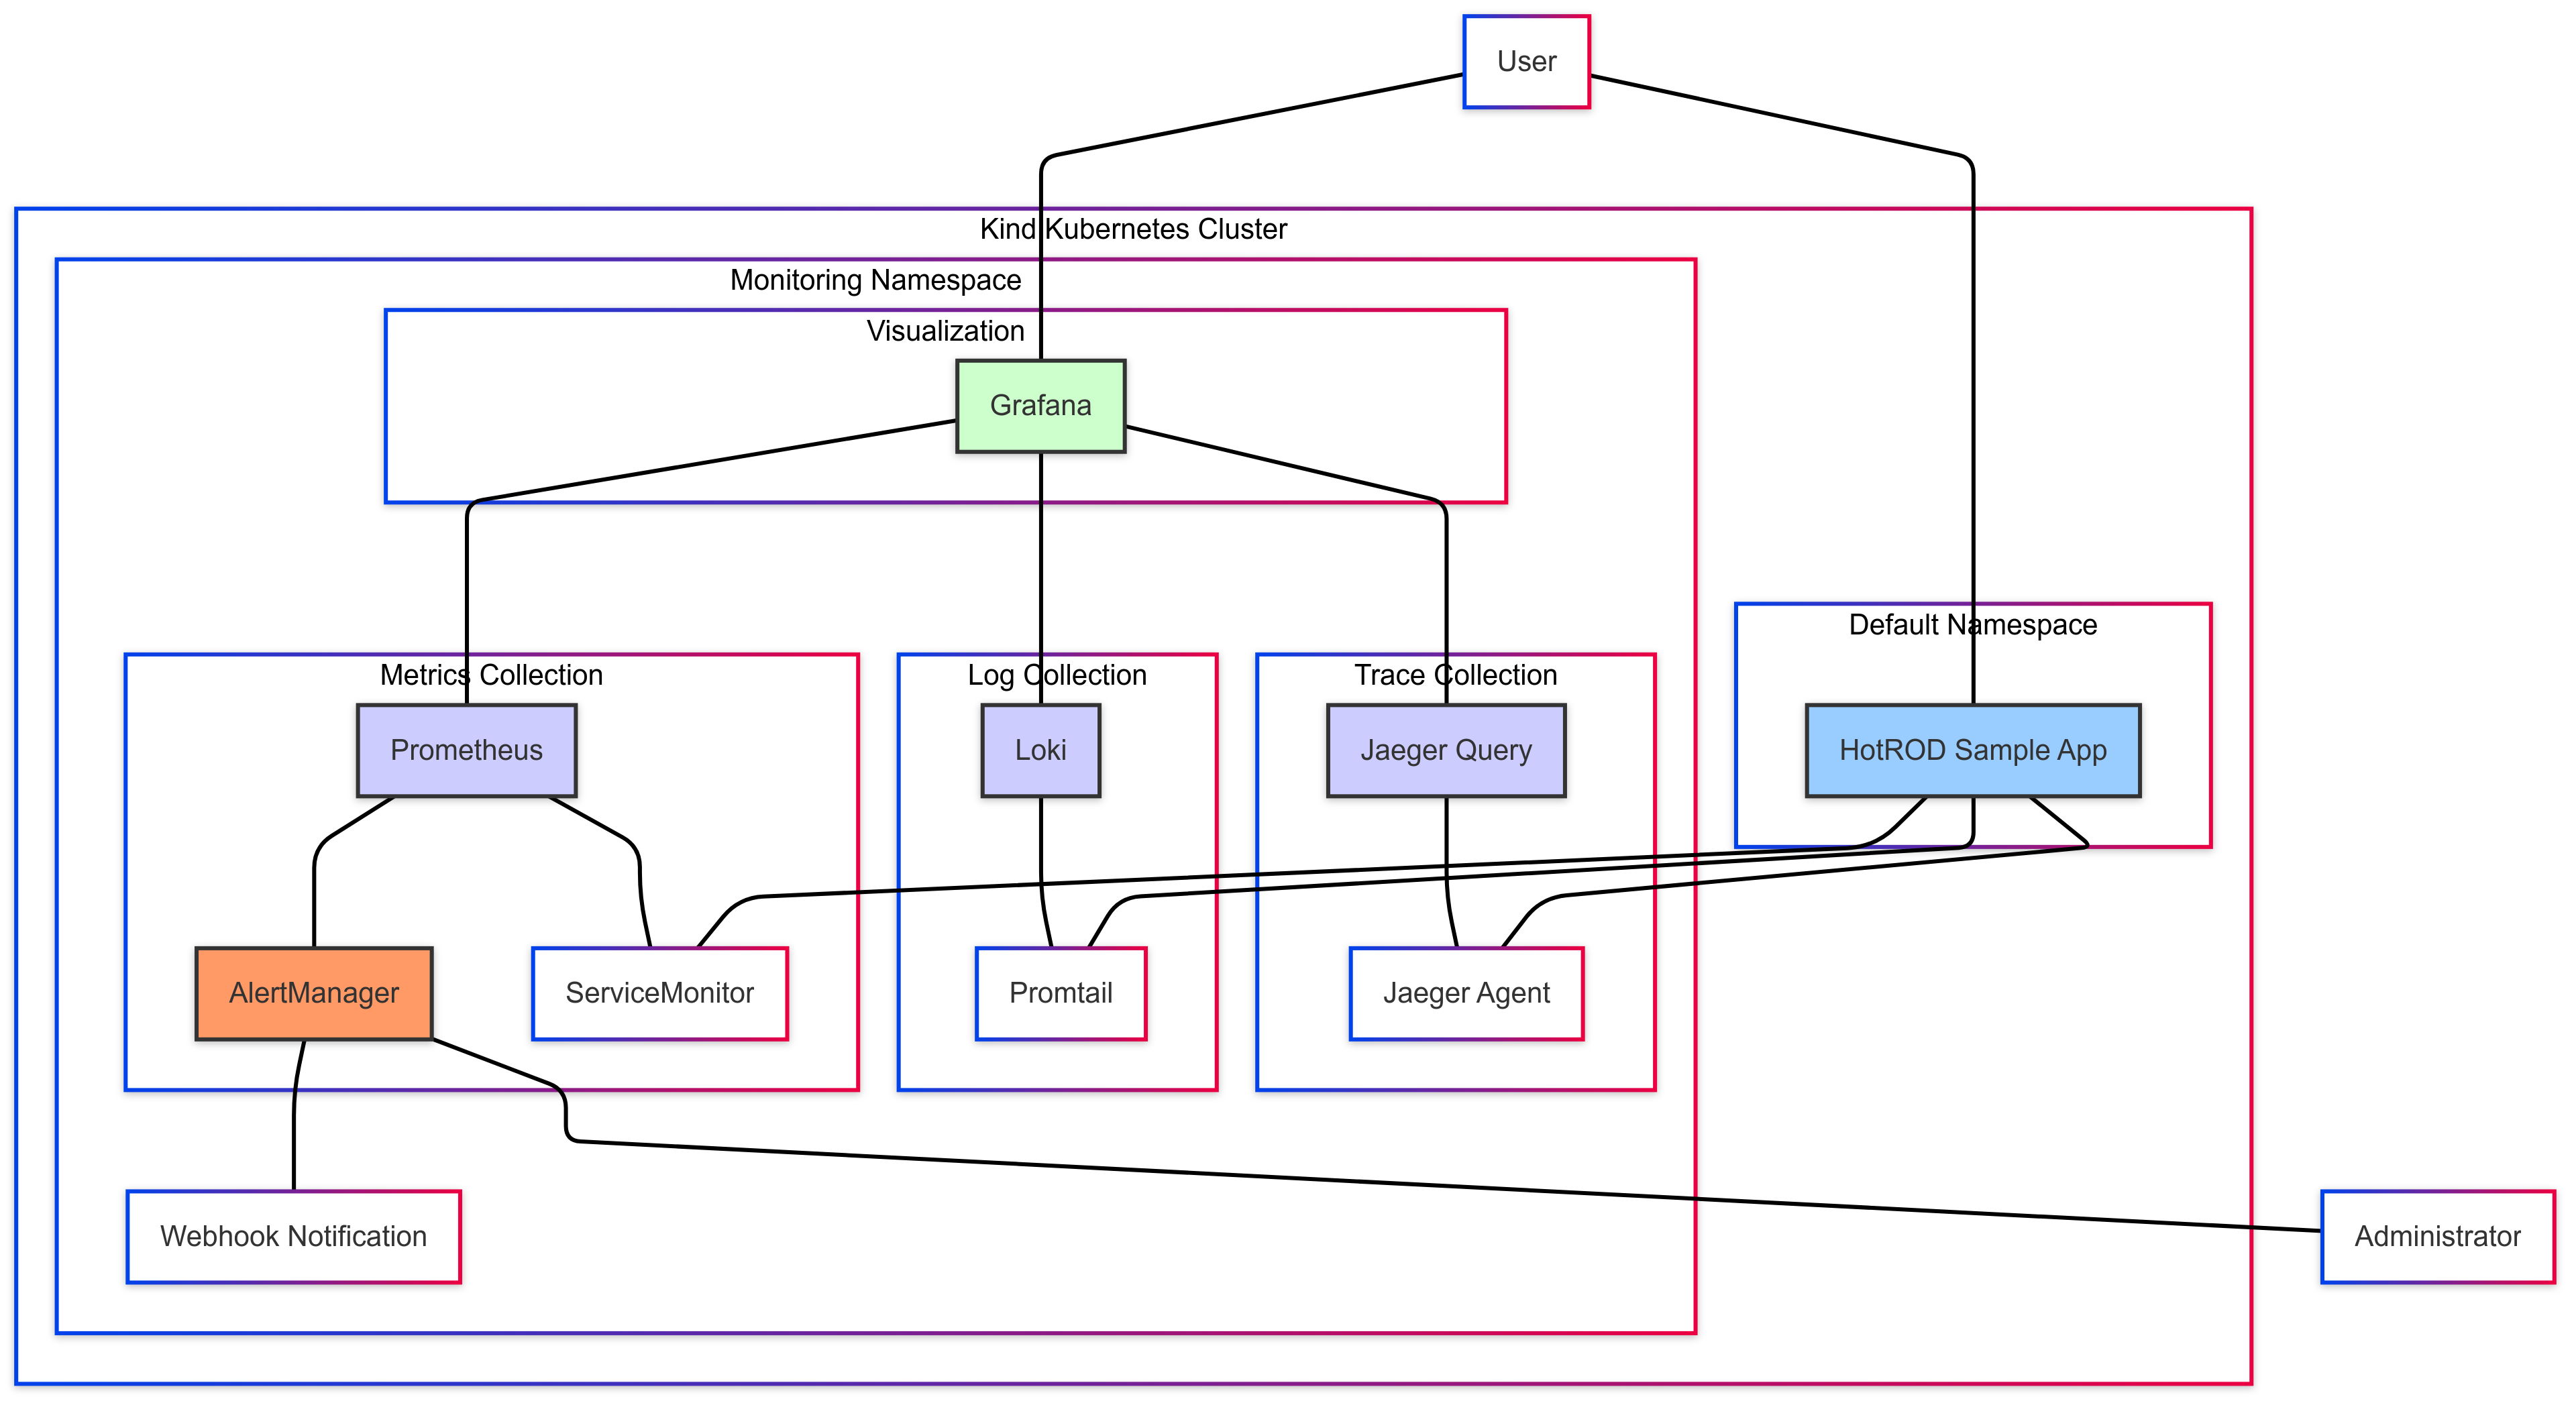 User
Kind Kubernetes Cluster
Monitoring Namespace
Visualization
Grafana
Default Namespace
Metrics Collection
Log Collection
Trace Collection
Prometheus
Loki
Jaeger Query
HotROD Sample App
AlertManager
ServiceMonitor
Promtail
Jaeger Agent
Webhook Notification
Administrator